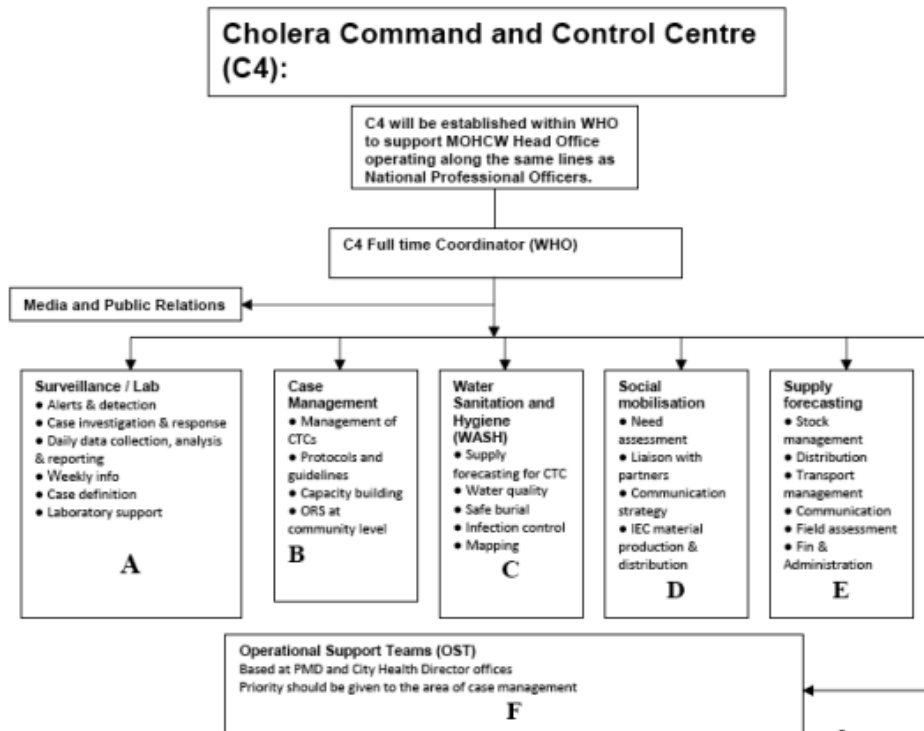 Cholera Command and Control Centre
(C4):
C4 will be established within WHO
to support MOHCW Head Office
operating along the same lines as
National Professional Officers.
C4 Full time Coordinator (WHO)
Media and Public Relations
Surveillance / Lab
● Alerts & detection
● Case investigation & response
● Daily data collection, analysis
& reporting
● Weekly info
● Case definition
● Laboratory support
A
Case
Management
● Management of
CTCs
● Protocols and
guidelines
● Capacity building
● ORS at
community level
B
Water
Sanitation and
Hygiene
(WASH)
● Supply
forecasting for CTC
● Water quality
● Safe burial
● Infection control
● Mapping
C
Social
mobilisation
● Need
assessment
● Liaison with
partners
● Communication
strategy
● IEC material
production &
distribution
D
Supply
forecasting
● Stock
management
● Distribution
● Transport
management
● Communication
● Field assessment
● Fin &
Administration
E
Operational Support Teams (OST)
Based at PMD and City Health Director offices
Priority should be given to the area of case management
F